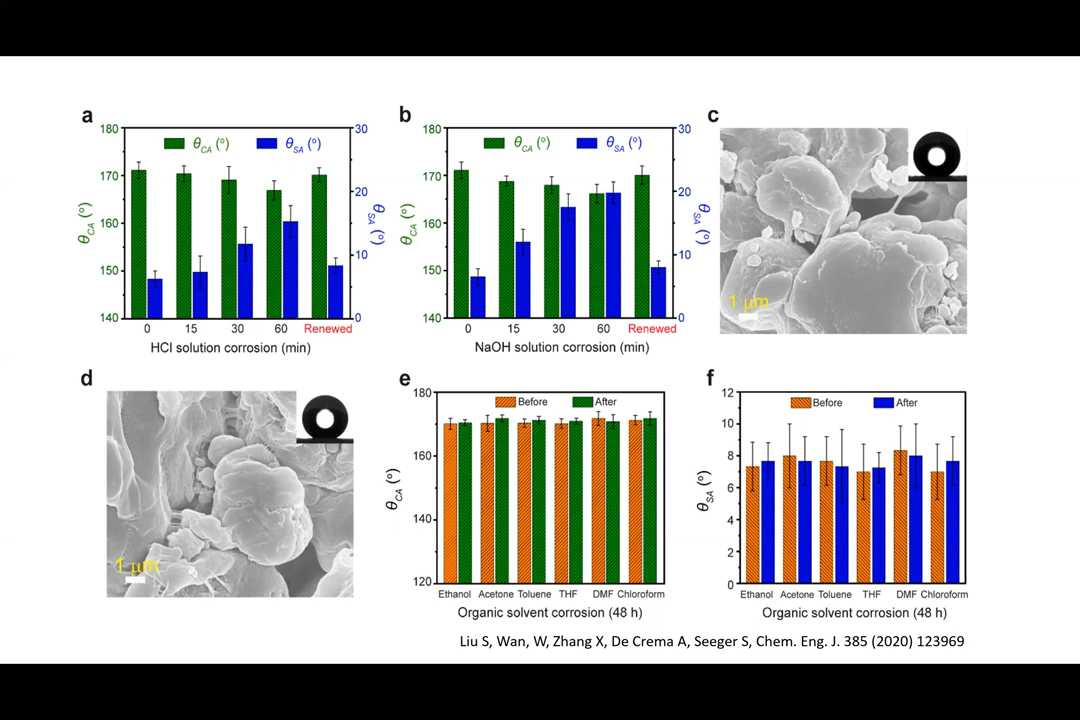 a
180
170
160
150
140
θCA (º)
θCA (º)
θSA (º)
30
20
10
0
θSA (º)
0 15 30 60 Renewed
HCl solution corrosion (min)
b
180
170
160
150
140
θCA (º)
θCA (º)
θSA (º)
30
20
10
0
θSA (º)
0 15 30 60 Renewed
NaOH solution corrosion (min)
c
1 μm
d
1 μm
e
180
160
140
120
θCA (º)
Before After
Ethanol Acetone Toluene THF DMF Chloroform
Organic solvent corrosion (48 h)
f
12
10
8
6
4
2
0
θSA (º)
Before After
Ethanol Acetone Toluene THF DMF Chloroform
Organic solvent corrosion (48 h)
Liu S, Wan, W, Zhang X, De Crema A, Seeger S, Chem. Eng. J. 385 (2020) 123969